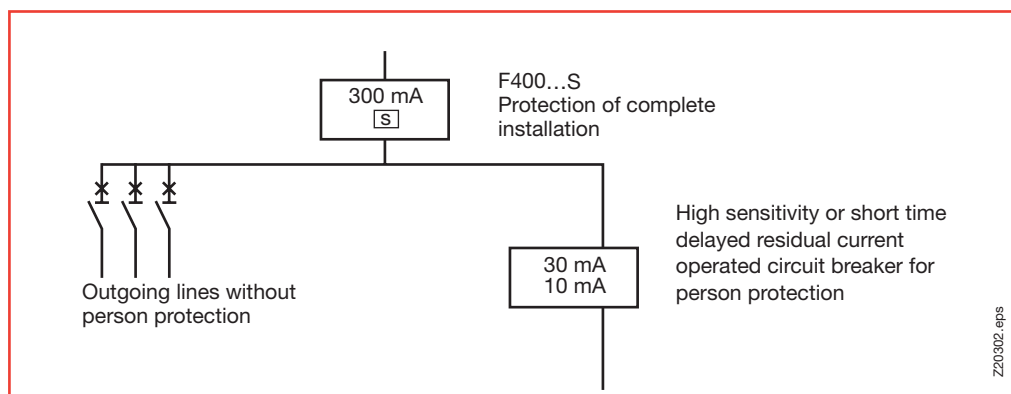 300 mA
S
F400...S
Protection of complete
installation
Outgoing lines without
person protection
30 mA
10 mA
High sensitivity or short time
delayed residual current
operated circuit breaker for
person protection
Z20302.eps